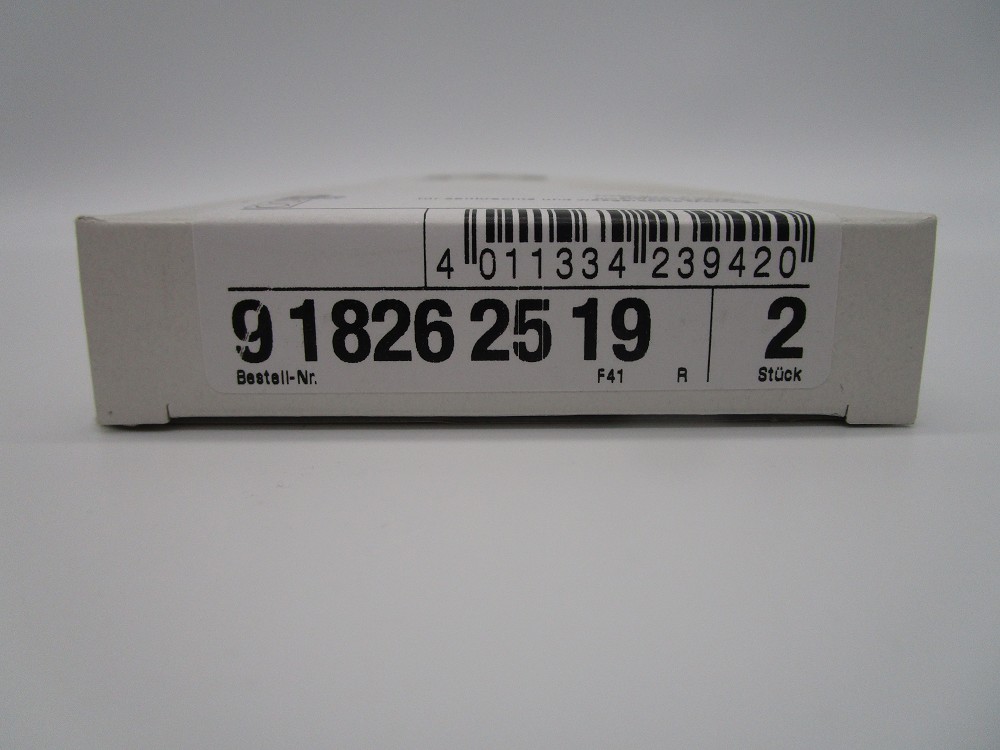 4 011334 239420
9 1826 25 19 2
Bestell-Nr. F41 R Stück